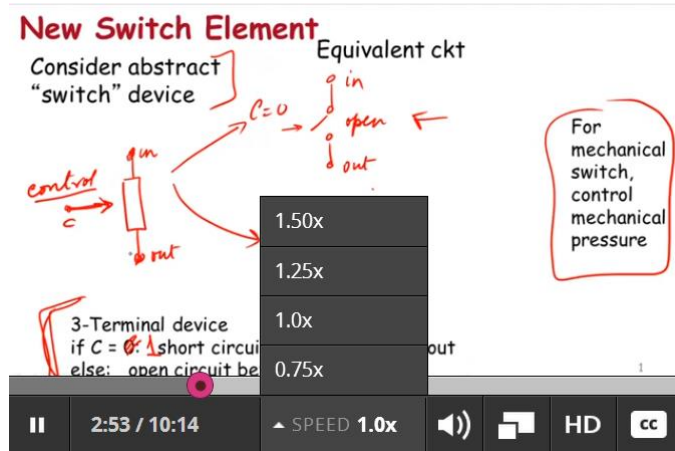 New Switch Element
Equivalent ckt
Consider abstract
"switch" device
in
C=0
open
out
For
mechanical
switch,
control
mechanical
pressure
in
control
C
out
1.50x
1.25x
1.0x
0.75x
3-Terminal device
if C = 1 short out
else: open circuit
1
2:53 / 10:14
SPEED 1.0x
HD
CC